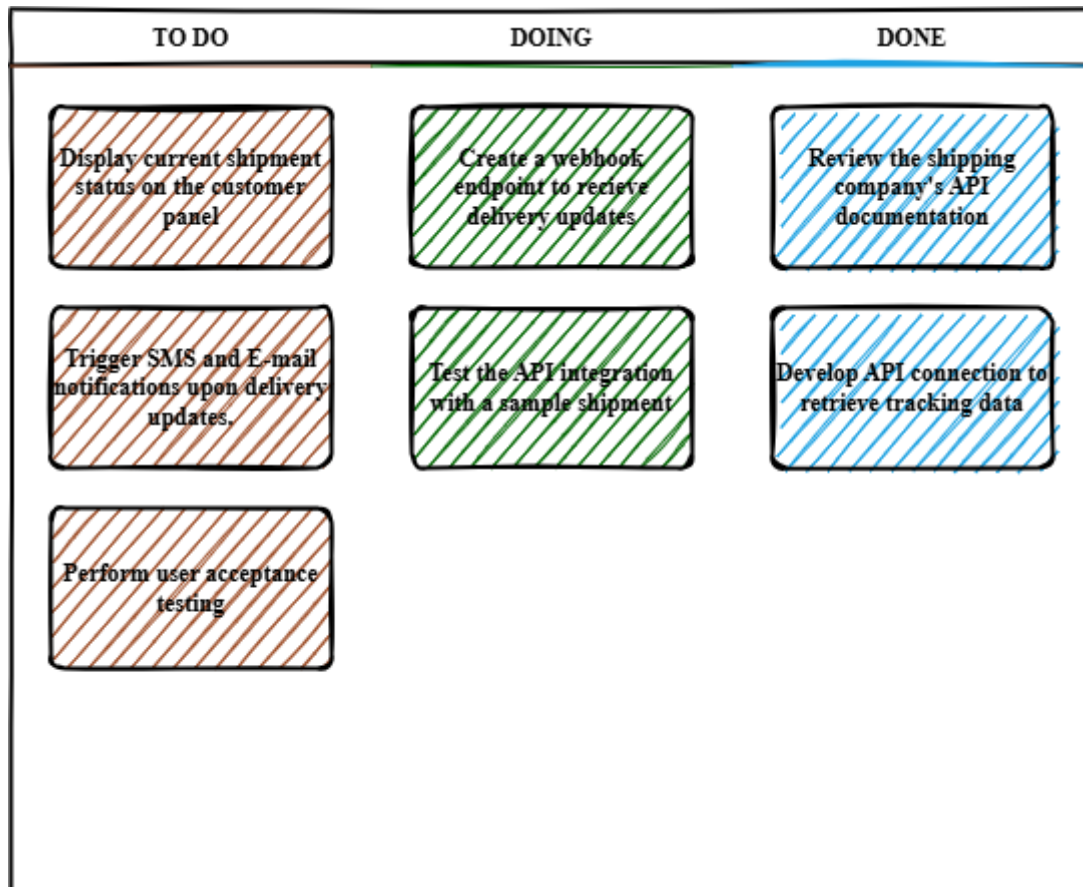 TO DO
DOING
DONE
Display current shipment
status on the customer
panel
Create a webhook
endpoint to recieve
delivery updates
Review the shipping
company's API
documentation
Trigger SMS and E-mail
notifications upon delivery
updates.
Test the API integration
with a sample shipment
Develop API connection to
retrieve tracking data
Perform user acceptance
testing